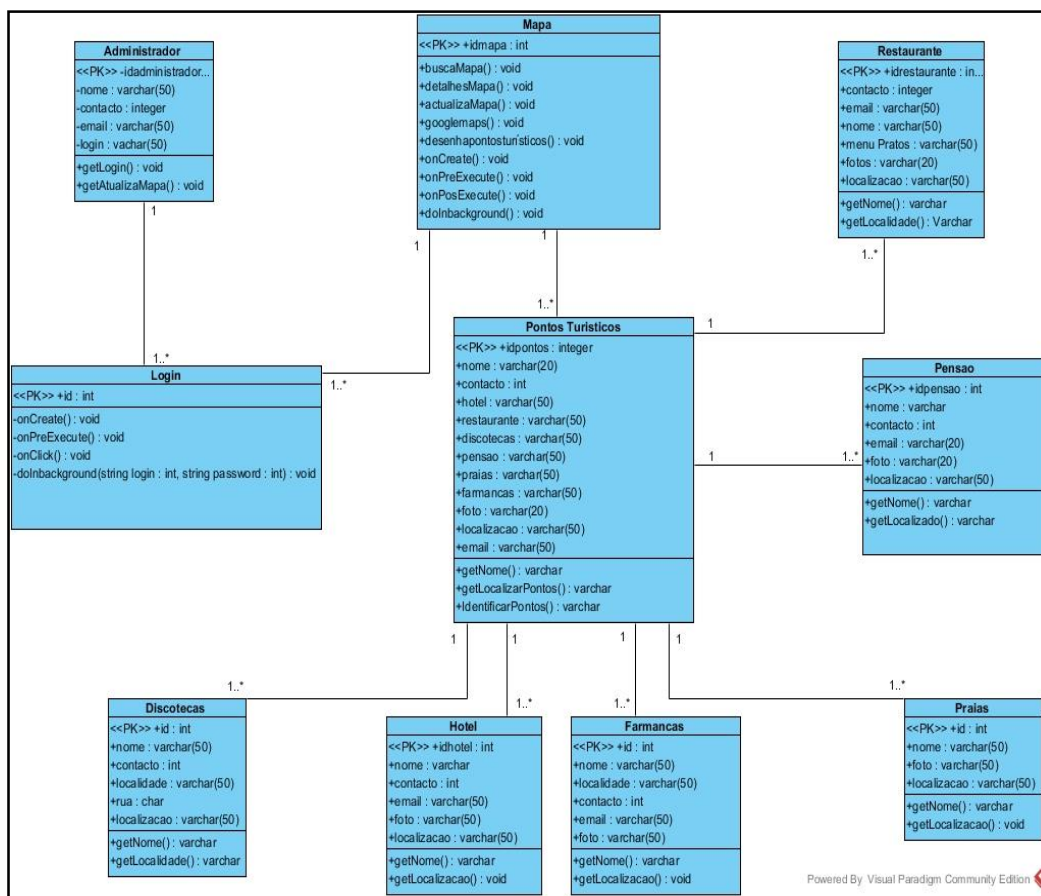 Administrador
<<PK>> -idadministrador...
-nome : varchar(50)
-contacto : integer
-email : varchar(50)
-login : vachar(50)
+getLogin() : void
+getAtualizaMapa() : void
1
1..*
Mapa
<<PK>> +idmapa : int
+buscaMapa() : void
+detalhesMapa() : void
+actualizaMapa() : void
+googlemaps() : void
+desenhapontosturísticos() : void
+onCreate() : void
+onPreExecute() : void
+onPosExecute() : void
+doInbackground() : void
1
1
1..*
1..*
Restaurante
<<PK>> +idrestaurante : in...
+contacto : integer
+email : varchar(50)
+nome : varchar(50)
+menu Pratos : varchar(50)
+fotos : varchar(20)
+localizacao : varchar(50)
+getNome() : varchar
+getLocalidade() : Varchar
1..*
1
Login
<<PK>> +id : int
-onCreate() : void
-onPreExecute() : void
-onClick() : void
-doInbackground(string login : int, string password : int) : void
Pontos Turisticos
<<PK>> +idpontos : integer
+nome : varchar(20)
+contacto : int
+hotel : varchar(50)
+restaurante : varchar(50)
+discotecas : varchar(50)
+pensao : varchar(50)
+praias : varchar(50)
+farmancas : varchar(50)
+foto : varchar(20)
+localizacao : varchar(50)
+email : varchar(50)
+getNome() : varchar
+getLocalizarPontos() : varchar
+IdentificarPontos() : varchar
1
1..*
Pensao
<<PK>> +idpensao : int
+nome : varchar
+contacto : int
+email : varchar(20)
+foto : varchar(20)
+localizacao : varchar(50)
+getNome() : varchar
+getLocalizado() : varchar
1
1
1
1
1..*
1..*
1..*
1..*
Discotecas
<<PK>> +id : int
+nome : varchar(50)
+contacto : int
+localidade : varchar(50)
+rua : char
+localizacao : varchar(50)
+getNome() : varchar
+getLocalidade() : varchar
Hotel
<<PK>> +idhotel : int
+nome : varchar
+contacto : int
+email : varchar(50)
+foto : varchar(50)
+localizacao : varchar(50)
+getNome() : varchar
+getLocalizacao() : void
Farmancas
<<PK>> +id : int
+nome : varchar(50)
+localidade : varchar(50)
+contacto : int
+email : varchar(50)
+foto : varchar(50)
+getNome() : varchar
+getLocalizacao() : void
Praias
<<PK>> +id : int
+nome : varchar(50)
+foto : varchar(50)
+localizacao : varchar(50)
+getNome() : varchar
+getLocalizacao() : void
Powered By Visual Paradigm Community Edition